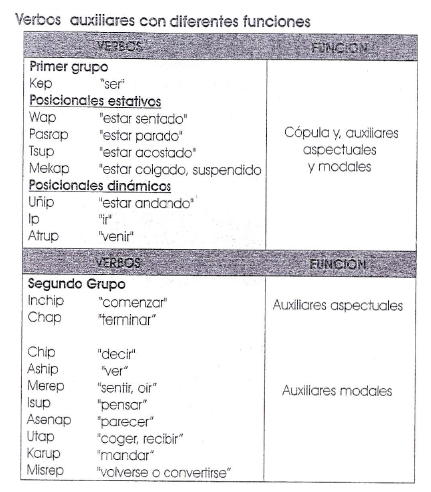 Verbos auxiliares con diferentes funciones
VERBOS FUNCIÓN
Primer grupo
Kep "ser"
Posicionales estativos
Wap "estar sentado"
Pasrap "estar parado"
Tsup "estar acostado"
Mekap "estar colgado, suspendido
Posicionales dinámicos
Uñip "estar andando"
Ip "ir"
Atrup "venir"
Cópula y, auxiliares
aspectuales
y modales
VERBOS FUNCIÓN
Segundo Grupo
Inchip "comenzar"
Chap "terminar"
Auxiliares aspectuales
Chip "decir"
Aship "ver"
Merep "sentir, oir"
Isup "pensar"
Asenap "parecer"
Utap "coger, recibir"
Karup "mandar"
Misrep "volverse o convertirse"
Auxiliares modales